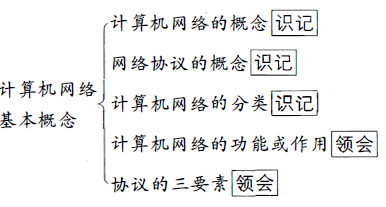 计算机网络的概念 识记
网络协议的概念 识记
计算机网络
基本概念
计算机网络的分类 识记
计算机网络的功能或作用 领会
协议的三要素 领会